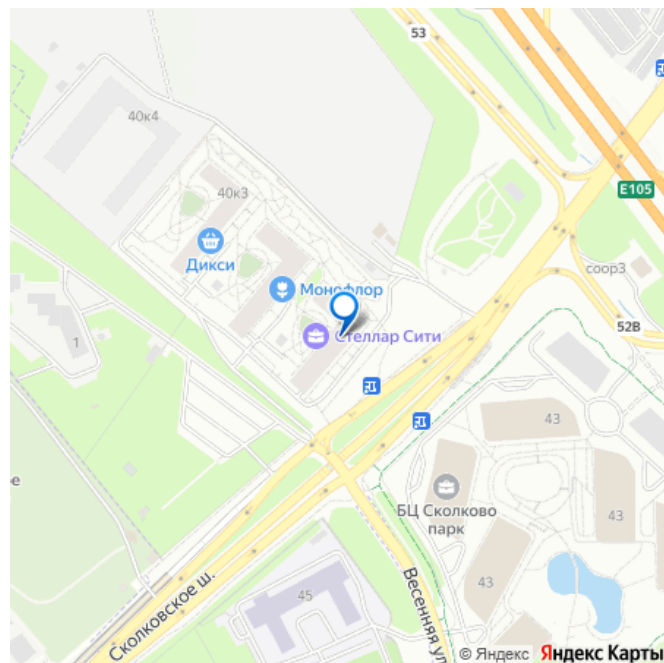 53
40к4
E105
40к3
Дикси
соор3
Монофлор
52В
Стеллар Сити
1
43
БЦ Сколково
парк
43
43
Сколковское ш.
45
Весенняя ул
© Яндекс Яндекс Карты